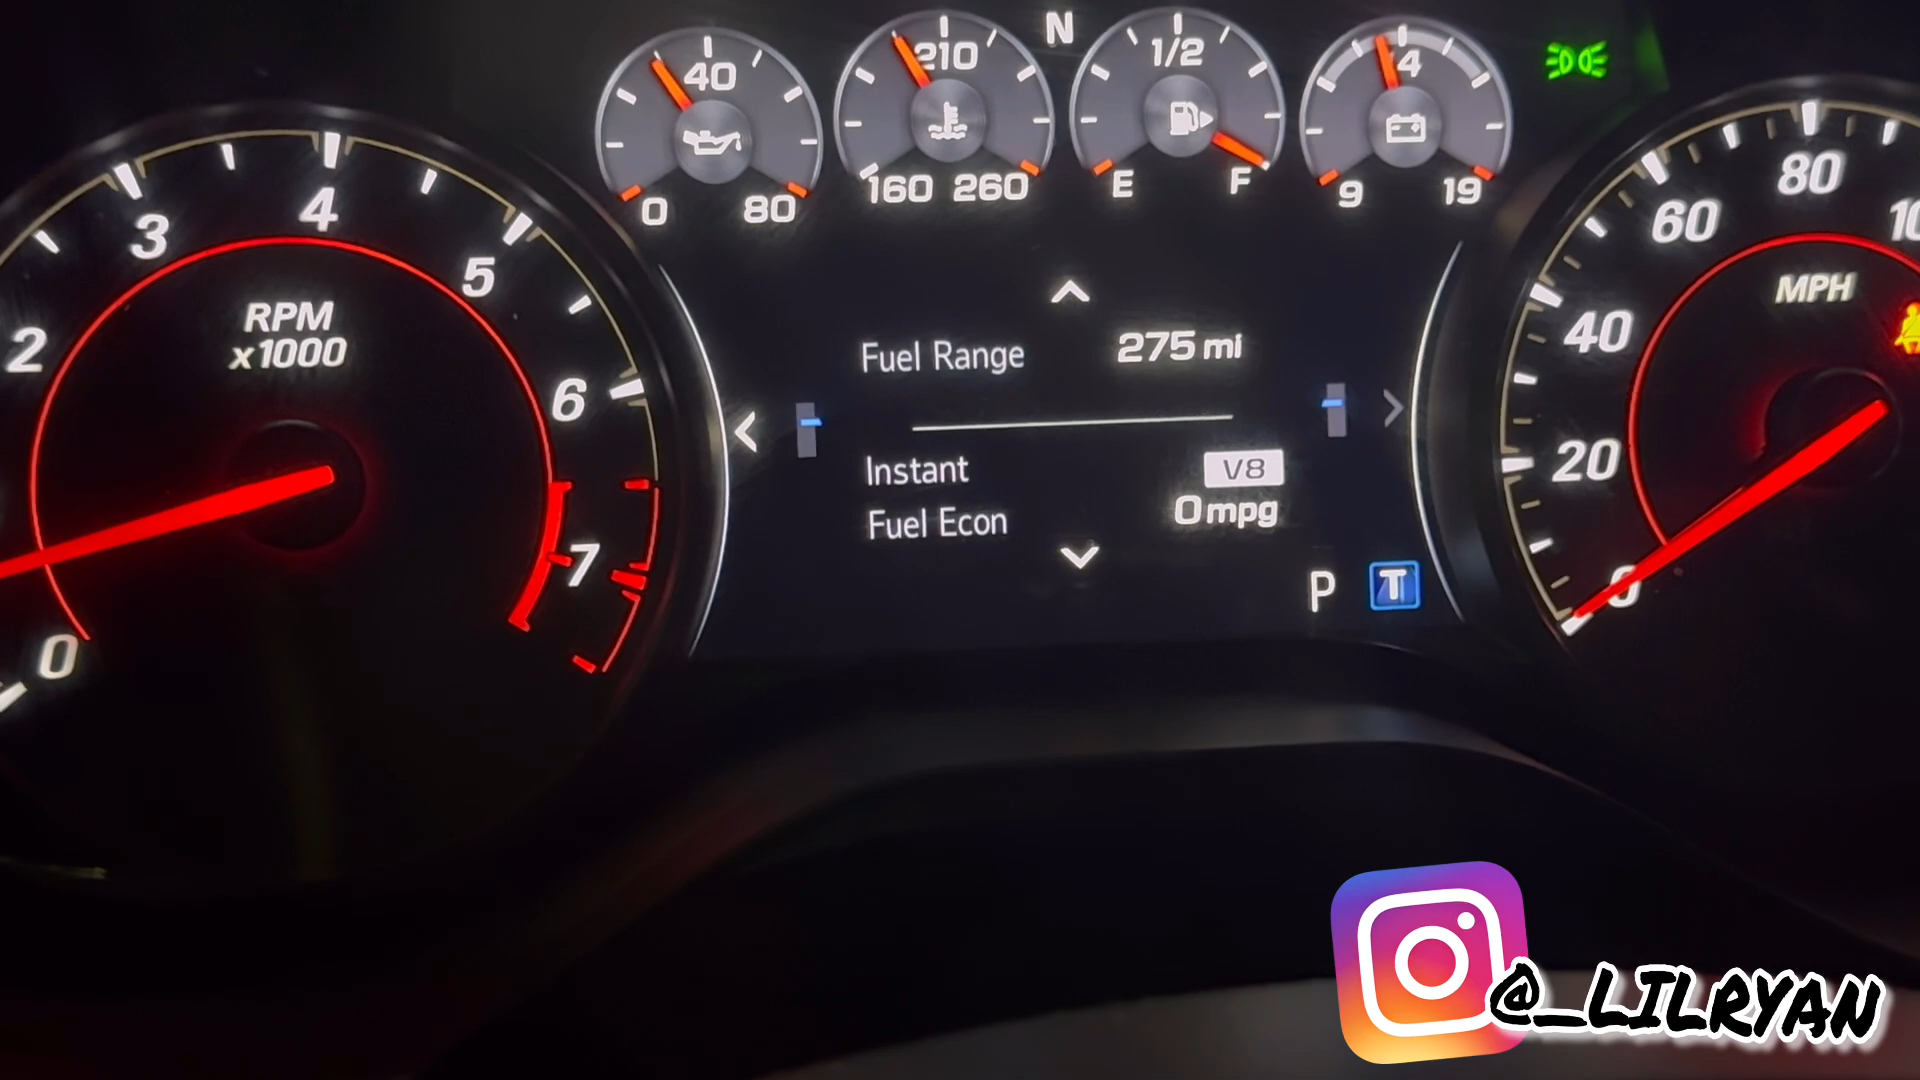 N
40
0 80
210
160 260
1/2
E F
14
9 19
2
3
4
5
6
7
0
RPM
x1000
Fuel Range 275 mi
Instant V8
Fuel Econ 0 mpg
P T
0
20
40
60
80
MPH
@_LILRYAN